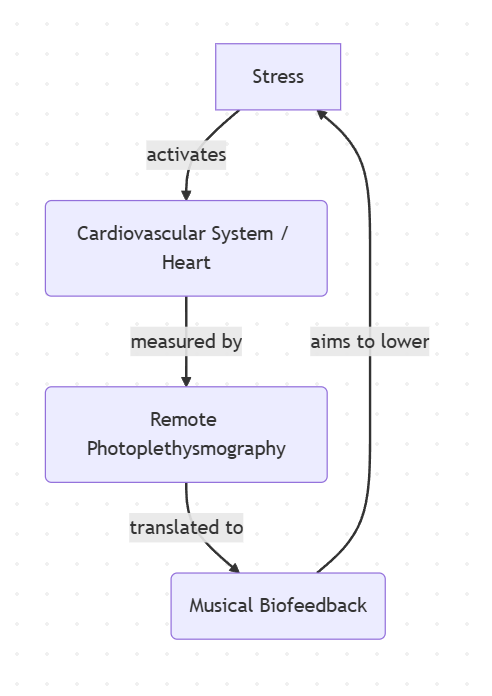 Stress
activates
Cardiovascular System /
Heart
measured by
aims to lower
Remote
Photoplethysmography
translated to
Musical Biofeedback